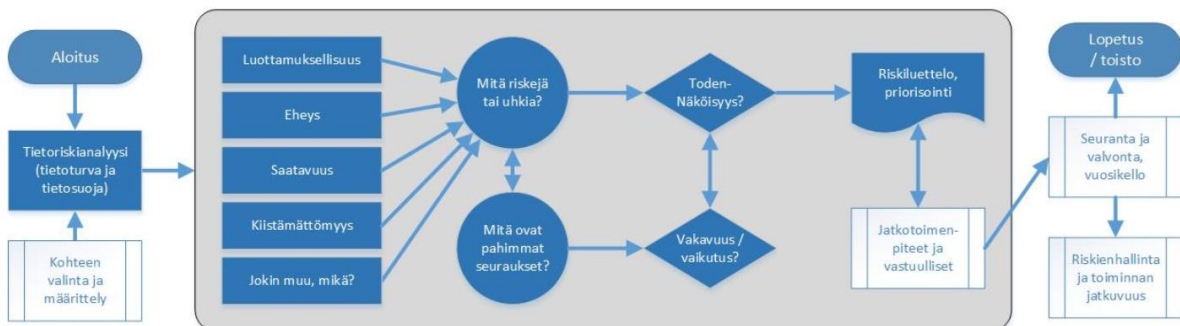 Aloitus
Tietoriskianalyysi
(tietoturva ja
tietosuoja)
Kohteen
valinta ja
määrittely
Luottamuksellisuus
Eheys
Saatavuus
Kiistämättömyys
Jokin muu, mikä?
Mitä riskejä
tai uhkia?
Mitä ovat
pahimmat
seuraukset?
Toden-
Näköisyys?
Vakavuus /
vaikutus?
Riskiluettelo,
priorisointi
Jatkotoimen-
piteet ja
vastuulliset
Lopetus
/ toisto
Seuranta ja
valvonta,
vuosikello
Riskienhallinta
ja toiminnan
jatkuvuus